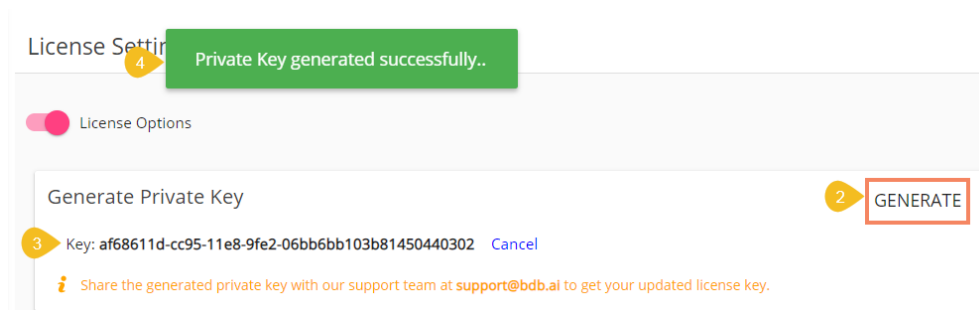 License Settin
4
Private Key generated successfully..
License Options
Generate Private Key
2
GENERATE
3
Key: af68611d-cc95-11e8-9fe2-06bb6bb103b81450440302 Cancel
i Share the generated private key with our support team at support@bdb.ai to get your updated license key.